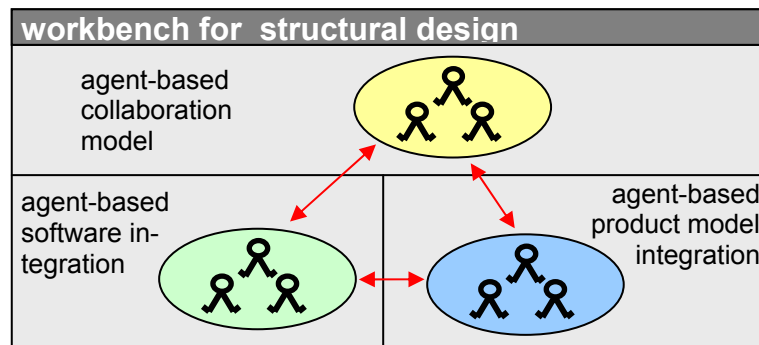 workbench for structural design
agent-based
collaboration
model
agent-based
software in-
tegration
agent-based
product model
integration